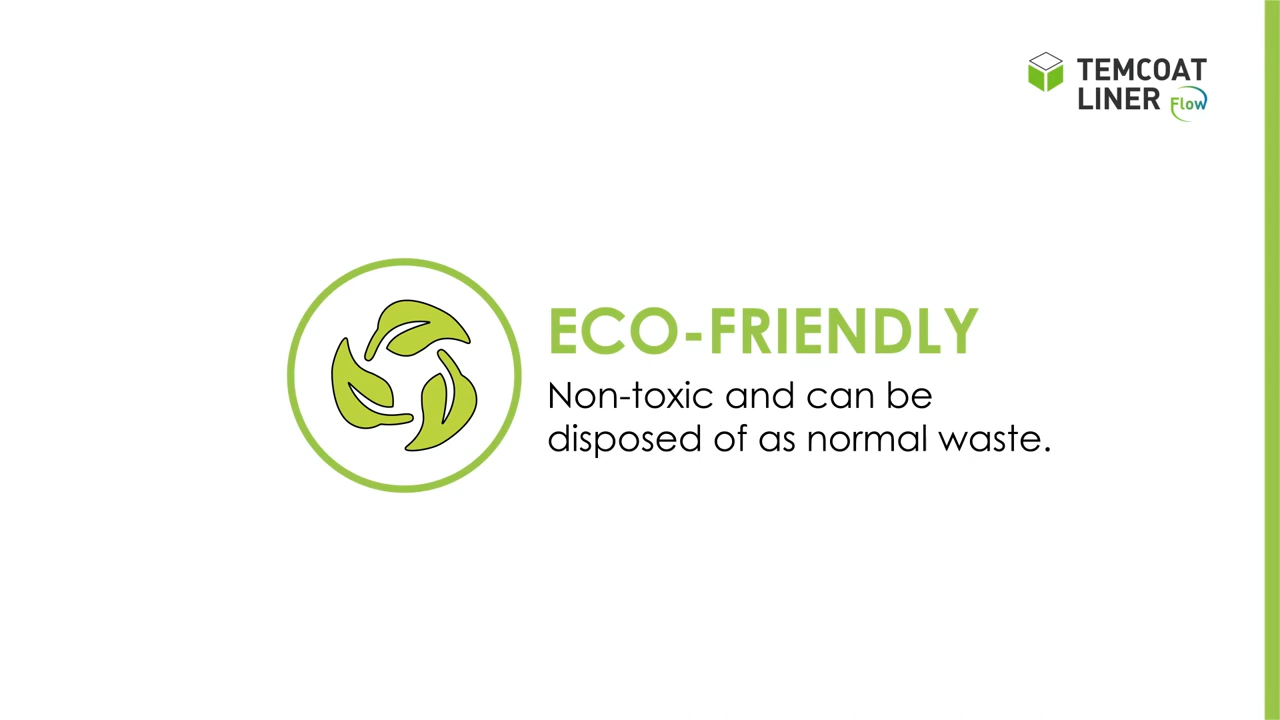 TEMCOAT
LINER Flow
ECO-FRIENDLY
Non-toxic and can be
disposed of as normal waste.